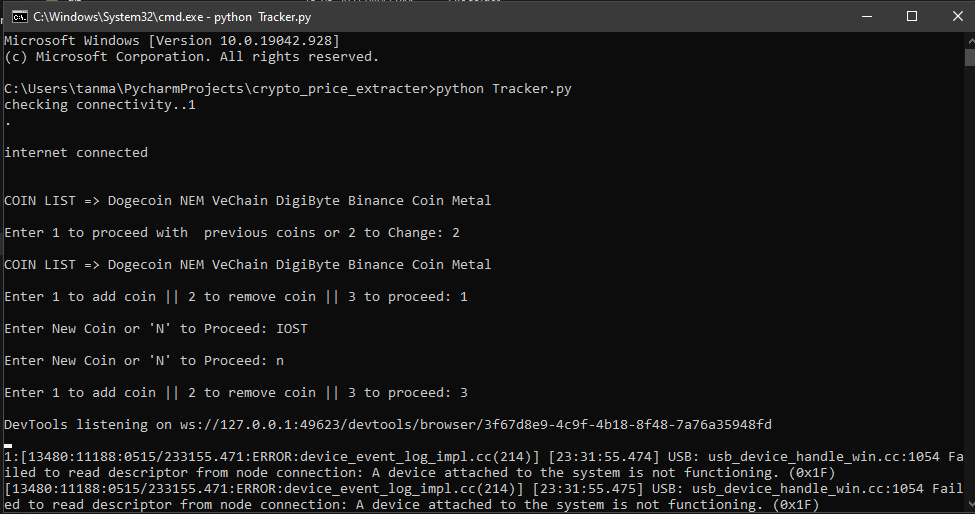 C:\Windows\System32\cmd.exe - python  Tracker.py
Microsoft Windows [Version 10.0.19042.928]
(c) Microsoft Corporation. All rights reserved.
C:\Users\tanma\PycharmProjects\crypto_price_extracter>python Tracker.py
checking connectivity..1
.
internet connected
COIN LIST => Dogecoin NEM VeChain DigiByte Binance Coin Metal
Enter 1 to proceed with  previous coins or 2 to Change: 2
COIN LIST => Dogecoin NEM VeChain DigiByte Binance Coin Metal
Enter 1 to add coin || 2 to remove coin || 3 to proceed: 1
Enter New Coin or 'N' to Proceed: IOST
Enter New Coin or 'N' to Proceed: n
Enter 1 to add coin || 2 to remove coin || 3 to proceed: 3
DevTools listening on ws://127.0.0.1:49623/devtools/browser/3f67d8e9-4c9f-4b18-8f48-7a76a35948fd
1:[13480:11188:0515/233155.471:ERROR:device_event_log_impl.cc(214)] [23:31:55.474] USB: usb_device_handle_win.cc:1054 Fa
iled to read descriptor from node connection: A device attached to the system is not functioning. (0x1F)
[13480:11188:0515/233155.471:ERROR:device_event_log_impl.cc(214)] [23:31:55.475] USB: usb_device_handle_win.cc:1054 Fail
ed to read descriptor from node connection: A device attached to the system is not functioning. (0x1F)